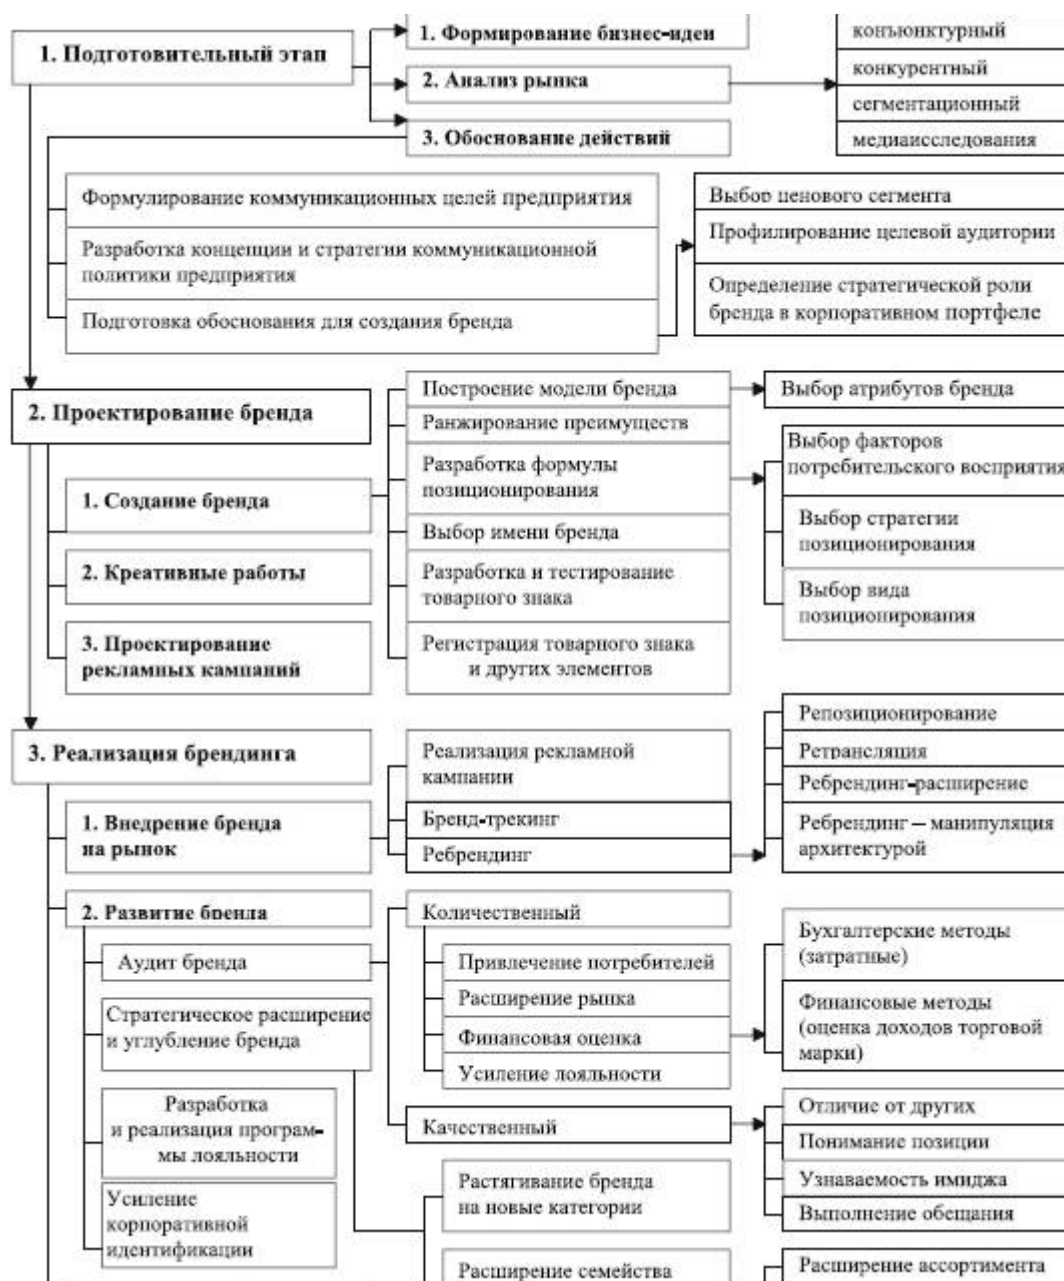 1. Подготовительный этап
1. Формирование бизнес-идеи
2. Анализ рынка
3. Обоснование действий
конъюнктурный
конкурентный
сегментационный
медиаисследования
Формулирование коммуникационных целей предприятия
Разработка концепции и стратегии коммуникационной
политики предприятия
Подготовка обоснования для создания бренда
Выбор ценового сегмента
Профилирование целевой аудитории
Определение стратегической роли
бренда в корпоративном портфеле
2. Проектирование бренда
1. Создание бренда
2. Креативные работы
3. Проектирование
рекламных кампаний
Построение модели бренда
Ранжирование преимуществ
Разработка формулы
позиционирования
Выбор имени бренда
Разработка и тестирование
товарного знака
Регистрация товарного знака
и других элементов
Выбор атрибутов бренда
Выбор факторов
потребительского восприятия
Выбор стратегии
позиционирования
Выбор вида
позиционирования
3. Реализация брендинга
1. Внедрение бренда
на рынок
Реализация рекламной
кампании
Бренд-трекинг
Ребрендинг
Репозиционирование
Ретрансляция
Ребрендинг-расширение
Ребрендинг – манипуляция
архитектурой
2. Развитие бренда
Аудит бренда
Стратегическое расширение
и углубление бренда
Разработка
и реализация програм-
мы лояльности
Усиление
корпоративной
идентификации
Количественный
Привлечение потребителей
Расширение рынка
Финансовая оценка
Усиление лояльности
Качественный
Бухгалтерские методы
(затратные)
Финансовые методы
(оценка доходов торговой
марки)
Отличие от других
Понимание позиции
Узнаваемость имиджа
Выполнение обещания
Растягивание бренда
на новые категории
Расширение семейства
Расширение ассортимента